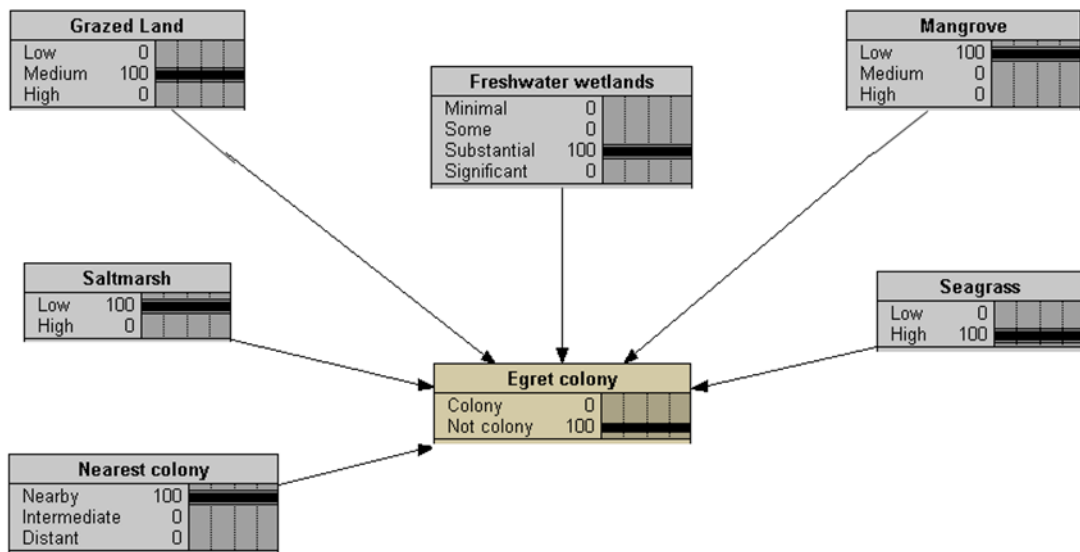 Grazed Land
Low 0
Medium 100
High 0
Freshwater wetlands
Minimal 0
Some 0
Substantial 100
Significant 0
Mangrove
Low 100
Medium 0
High 0
Saltmarsh
Low 100
High 0
Seagrass
Low 0
High 100
Egret colony
Colony 0
Not colony 100
Nearest colony
Nearby 100
Intermediate 0
Distant 0